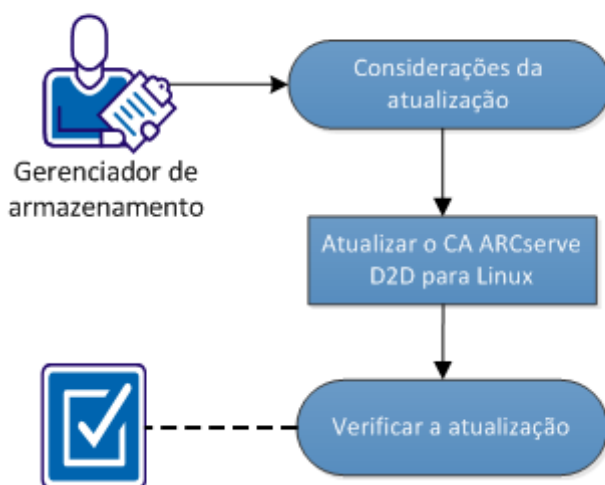 Considerações da
atualização
Gerenciador de
armazenamento
Atualizar o CA ARCserve
D2D para Linux
Verificar a atualização